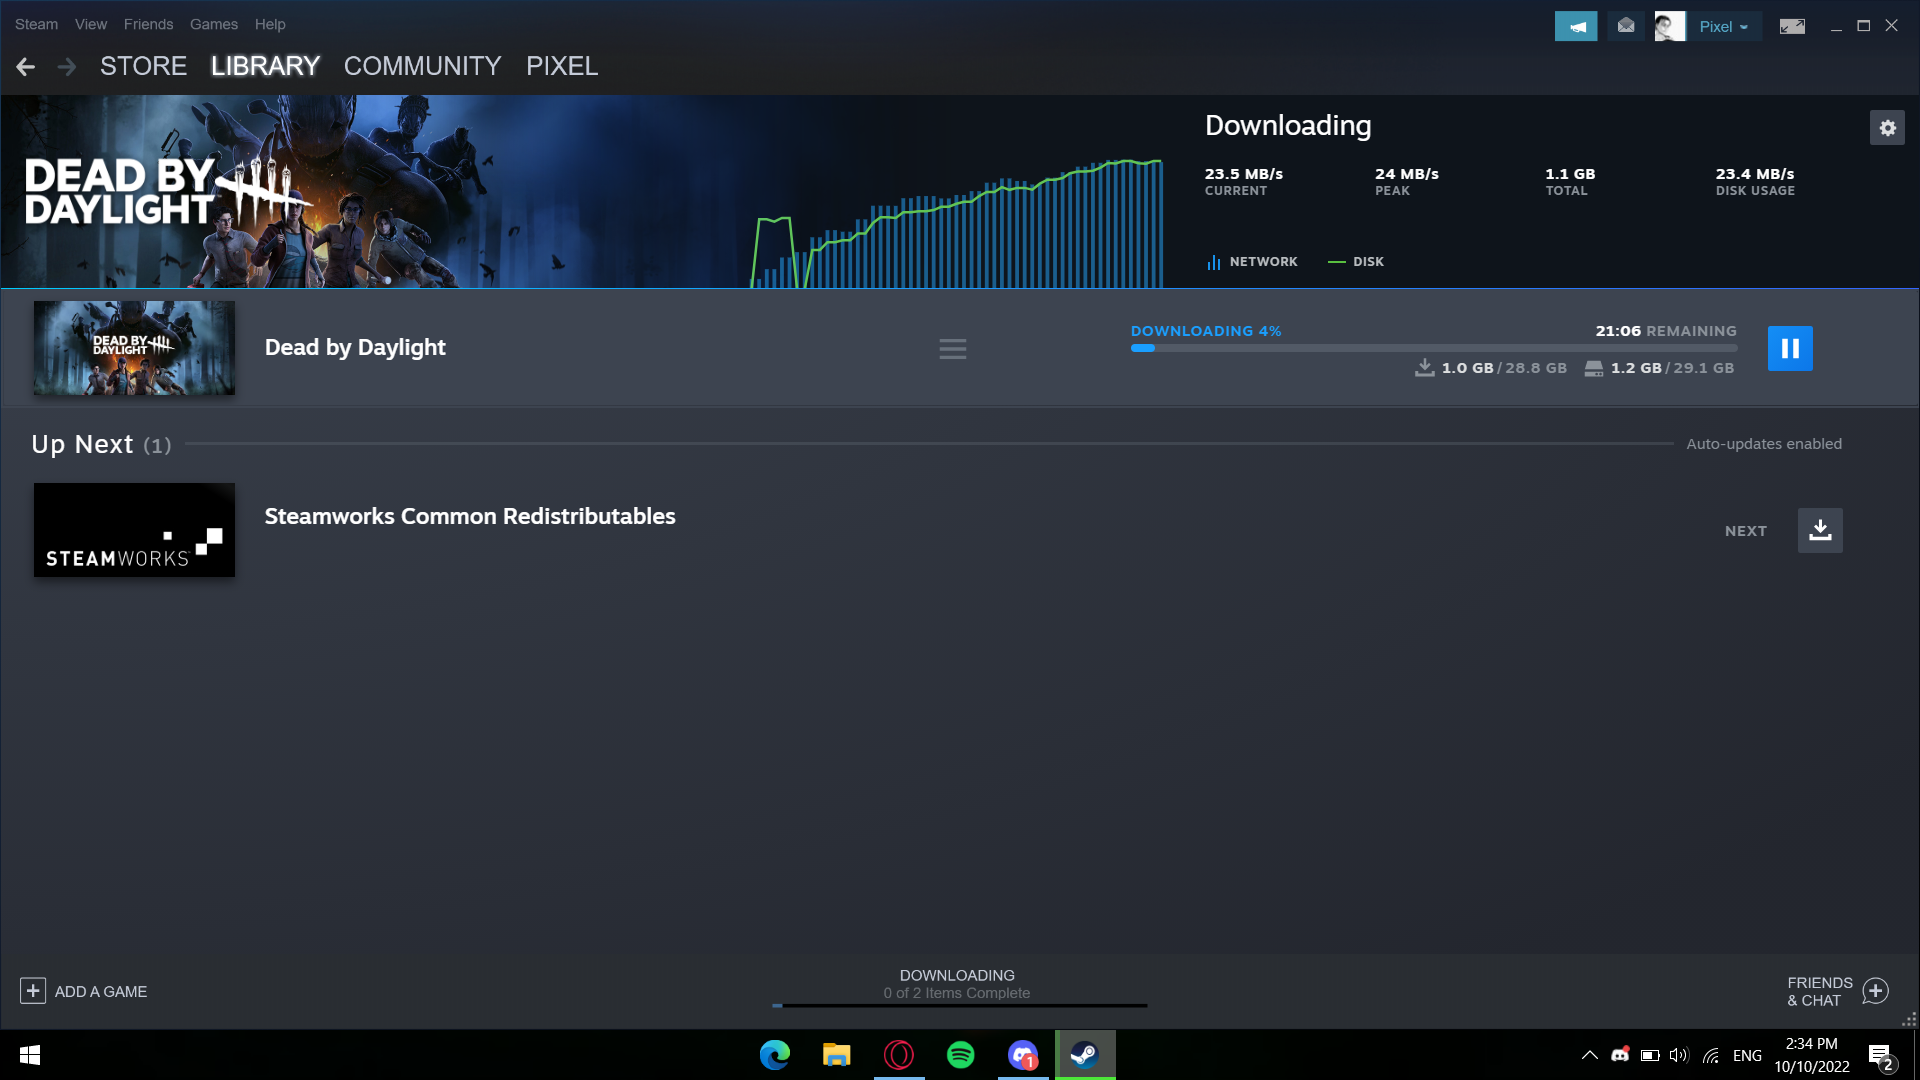 Steam View Friends Games Help
Pixel
STORE LIBRARY COMMUNITY PIXEL
DEAD BY
DAYLIGHT
Downloading
23.5 MB/s 24 MB/s 1.1 GB 23.4 MB/s
CURRENT PEAK TOTAL DISK USAGE
NETWORK DISK
DEAD BY
DAYLIGHT
Dead by Daylight
DOWNLOADING 4% 21:06 REMAINING
1.0 GB / 28.8 GB 1.2 GB / 29.1 GB
Up Next (1) Auto-updates enabled
STEAMWORKS
Steamworks Common Redistributables
NEXT
ADD A GAME
DOWNLOADING
0 of 2 Items Complete
FRIENDS
& CHAT
1
ENG
2:34 PM
10/10/2022
2